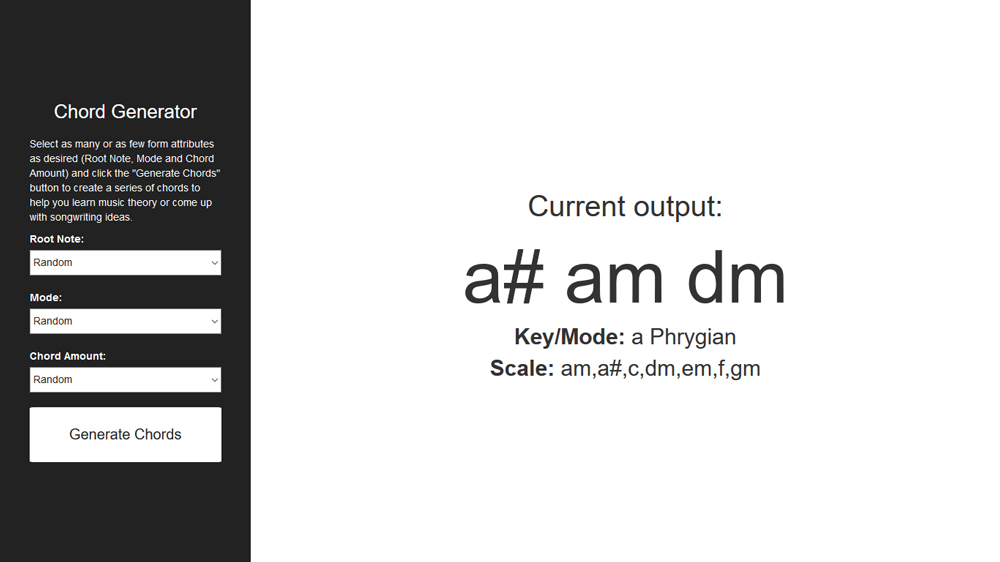 Chord Generator
Select as many or as few form attributes
as desired (Root Note, Mode and Chord
Amount) and click the "Generate Chords"
button to create a series of chords to
help you learn music theory or come up
with songwriting ideas.
Root Note:
Random
Mode:
Random
Chord Amount:
Random
Generate Chords
Current output:
a# am dm
Key/Mode: a Phrygian
Scale: am,a#,c,dm,em,f,gm